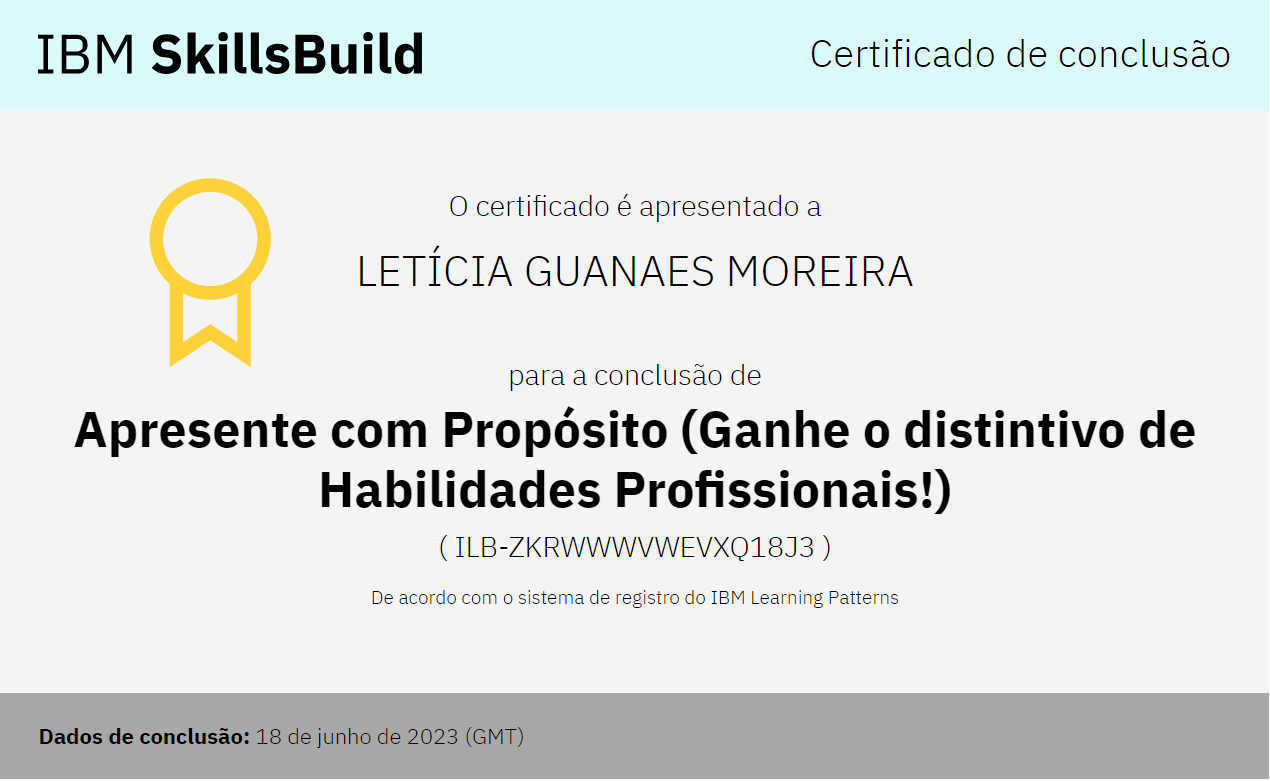 IBM SkillsBuild
Certificado de conclusão
O certificado é apresentado a
LETÍCIA GUANAES MOREIRA
para a conclusão de
Apresente com Propósito (Ganhe o distintivo de
Habilidades Profissionais!)
( ILB-ZKRWWWVWEVXQ18J3 )
De acordo com o sistema de registro do IBM Learning Patterns
Dados de conclusão: 18 de junho de 2023 (GMT)